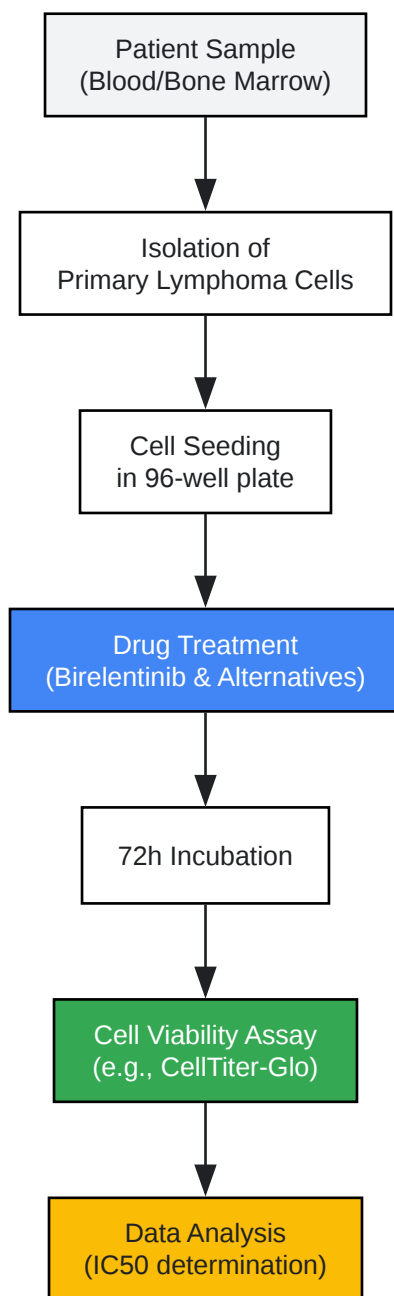 Patient Sample
(Blood/Bone Marrow)
Isolation of
Primary Lymphoma Cells
Cell Seeding
in 96-well plate
Drug Treatment
(Birelentinib & Alternatives)
72h Incubation
Cell Viability Assay
(e.g., CellTiter-Glo)
Data Analysis
(IC50 determination)